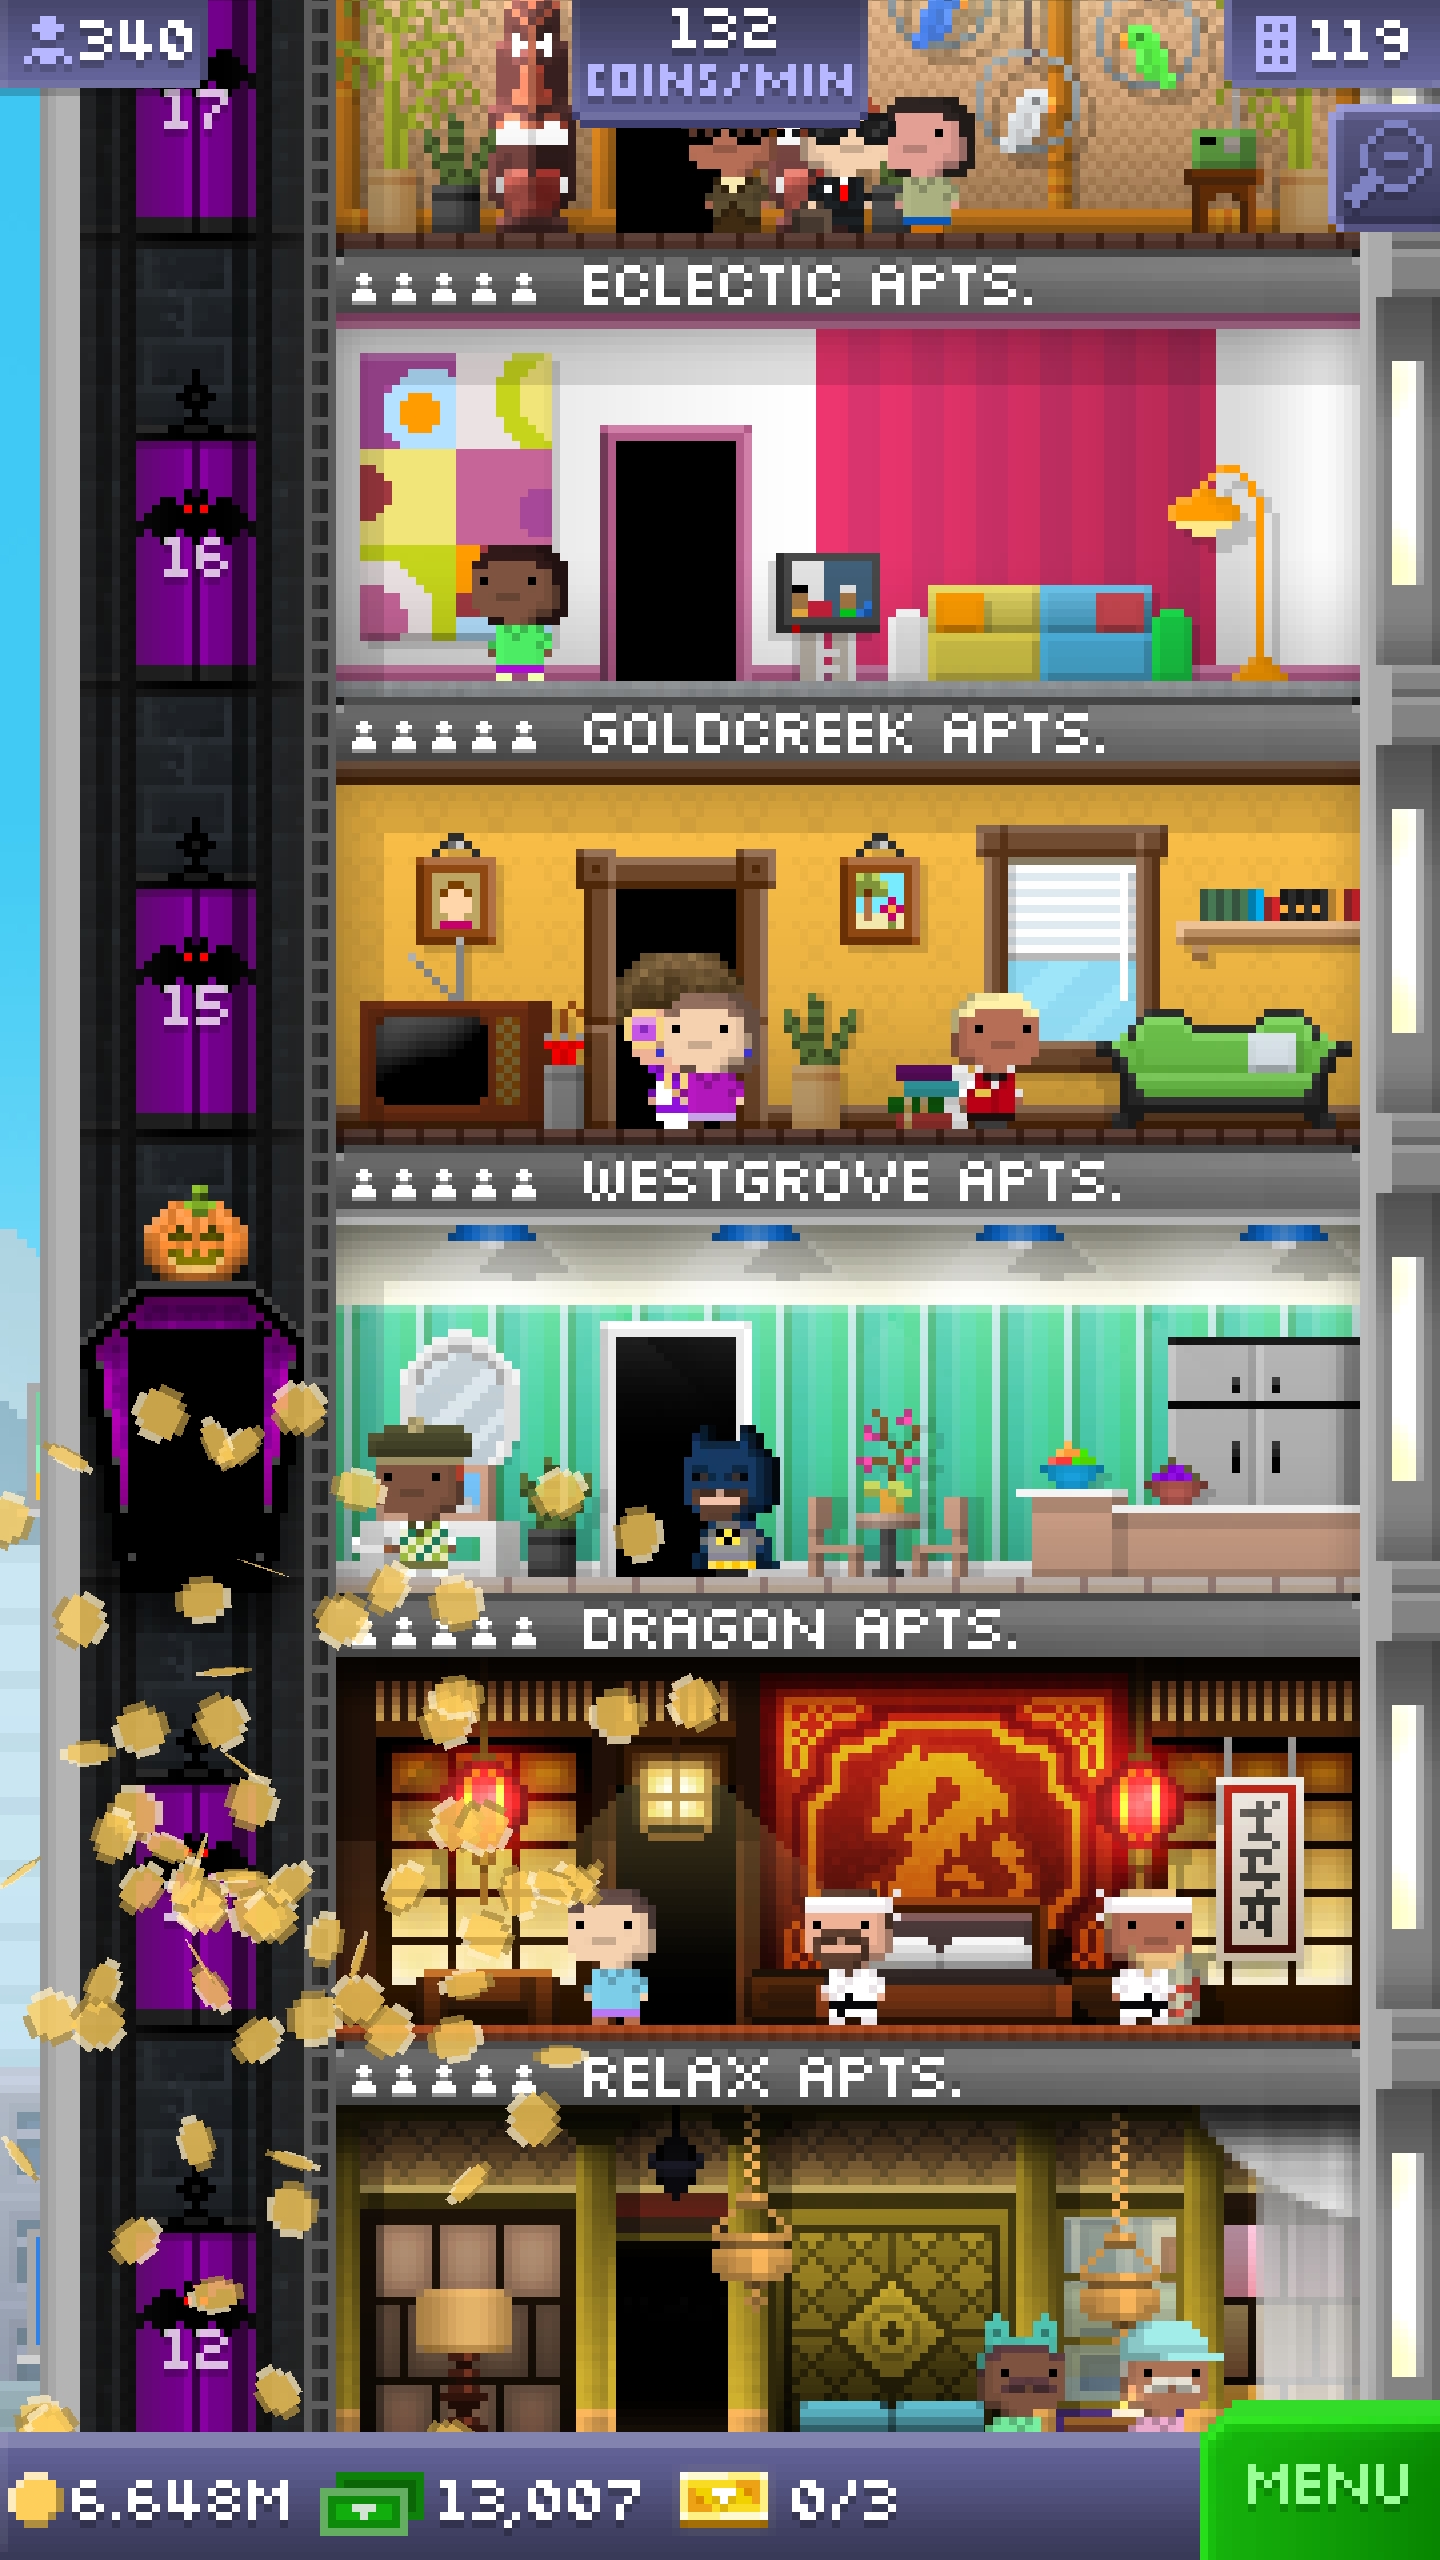 340
132
COINS/MIN
119
17
ECLECTIC APTS.
16
GOLDCREEK APTS.
15
WESTGROVE APTS.
DRAGON APTS.
RELAX APTS.
12
6.648M
13,007
0/3
MENU